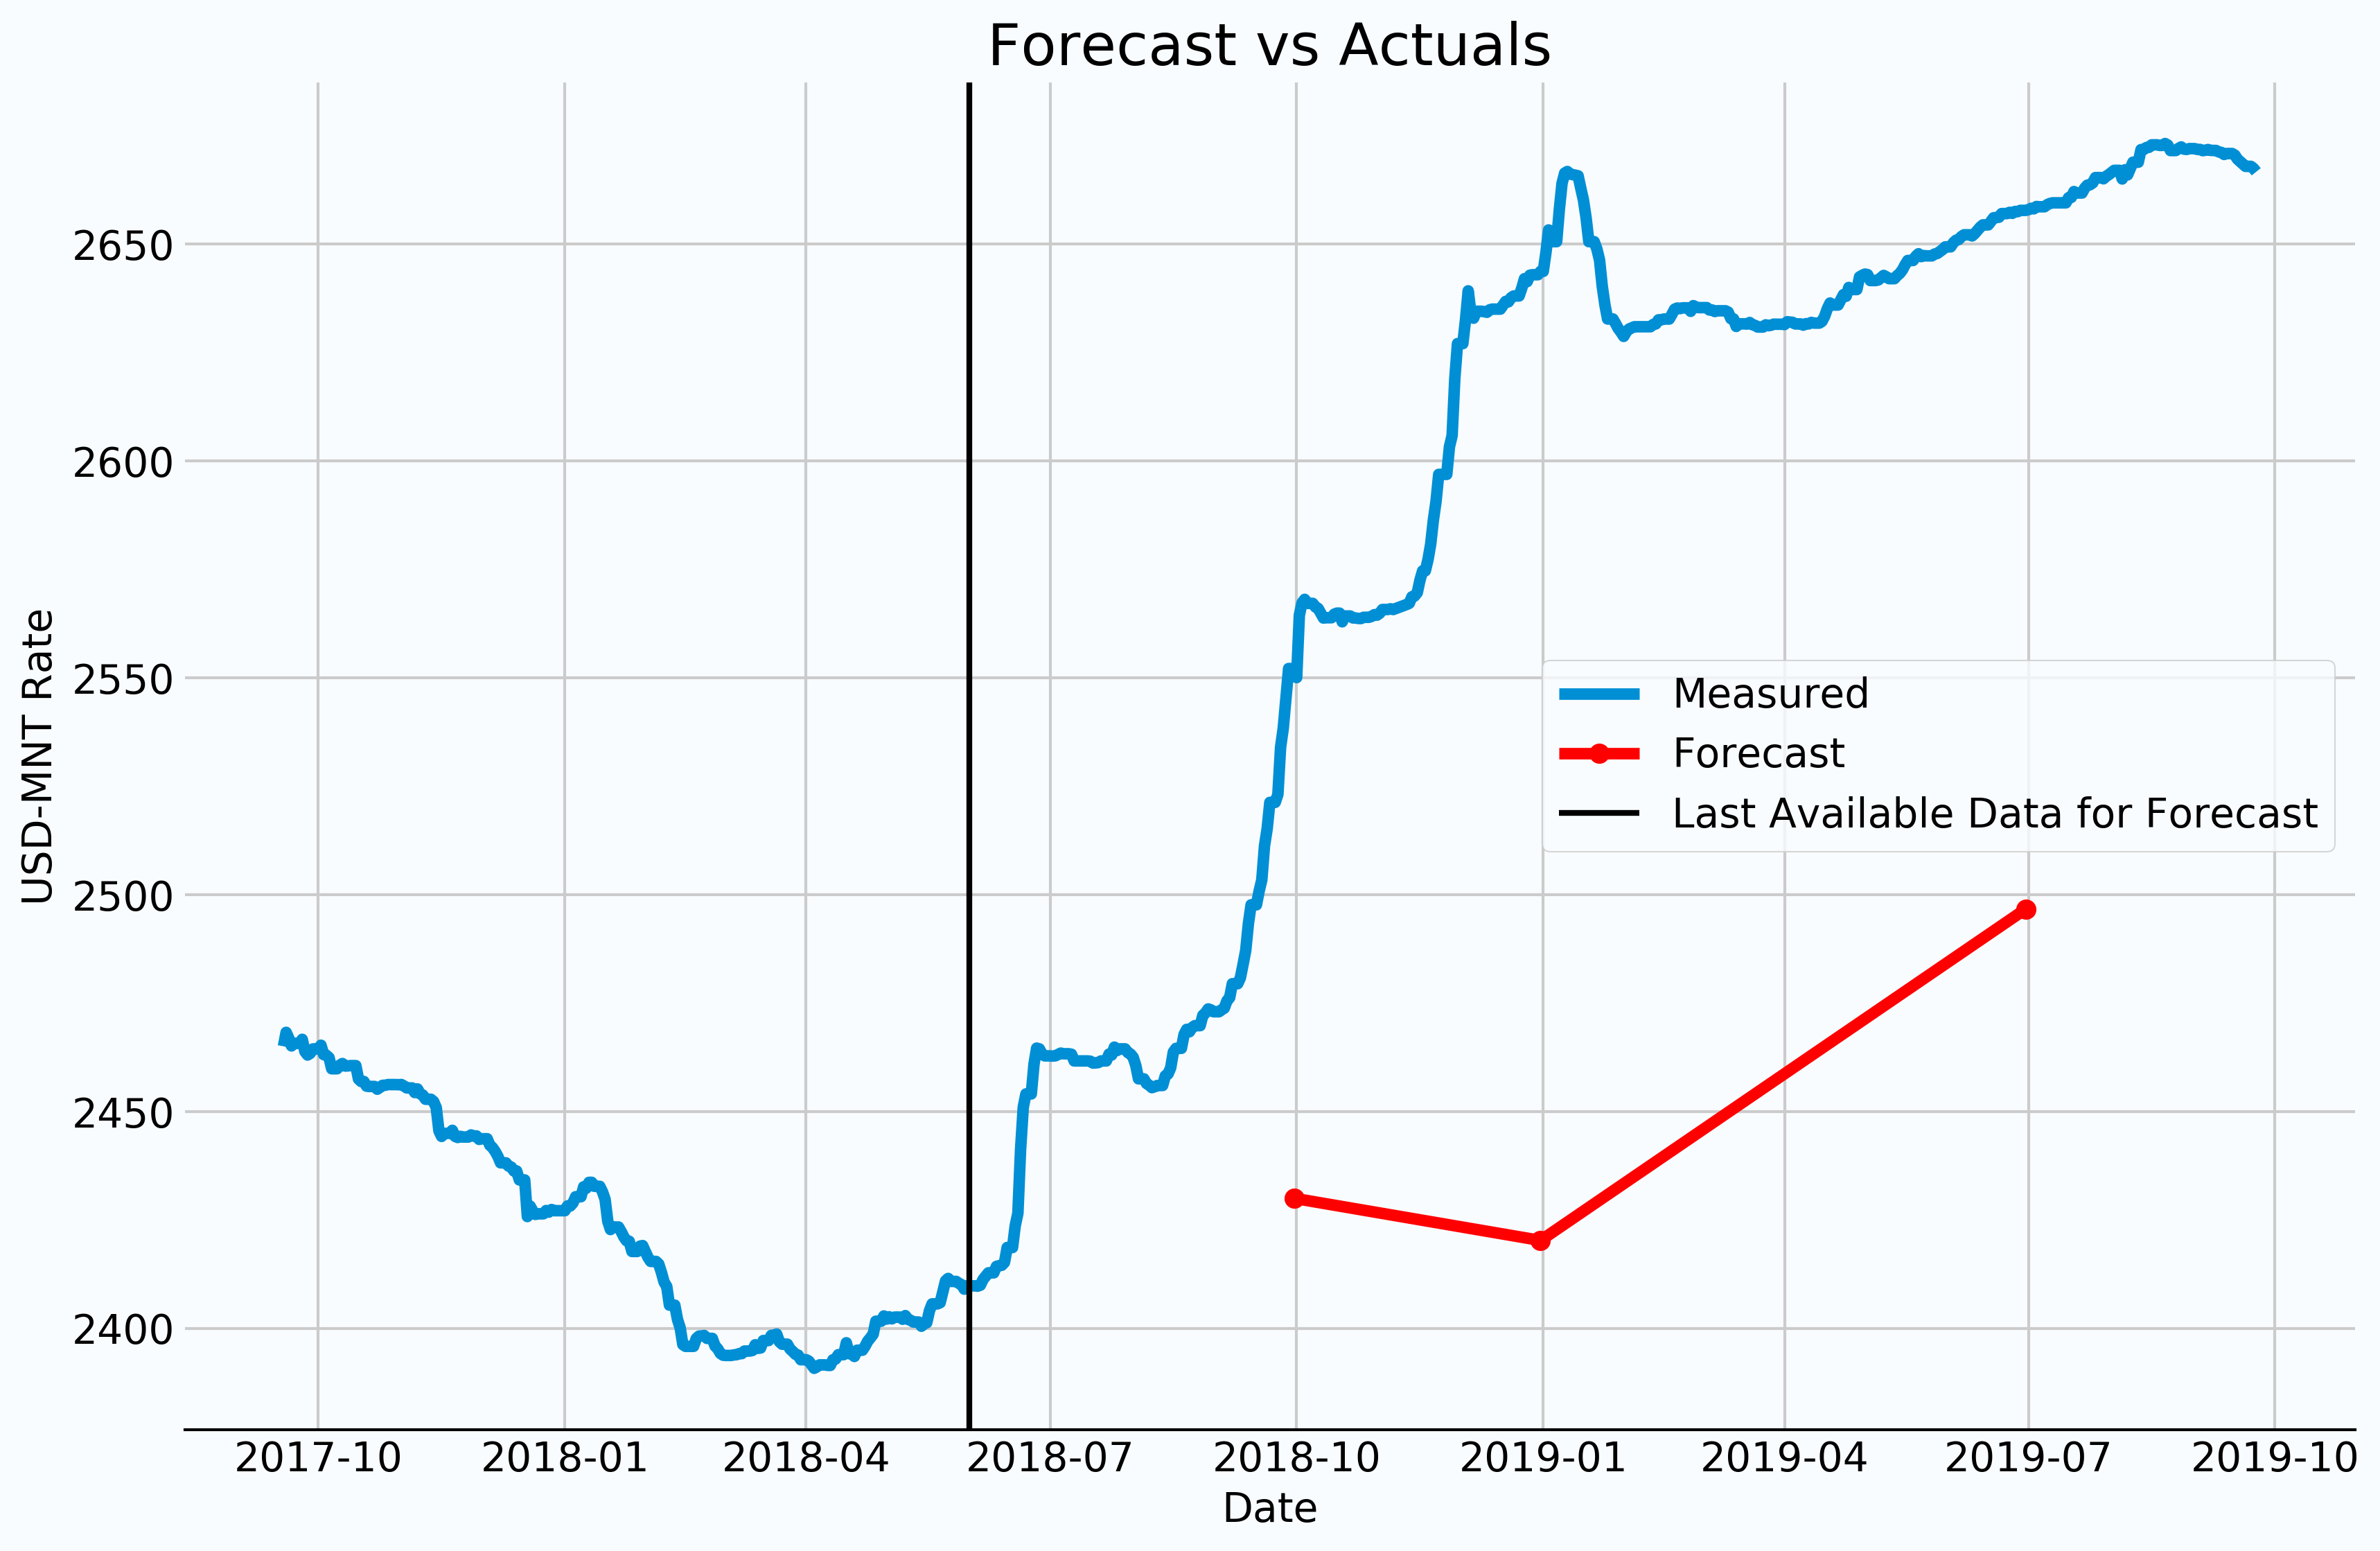 Forecast vs Actuals
USD-MNT Rate
2650
2600
2550
2500
2450
2400
Measured
Forecast
Last Available Data for Forecast
2017-10 2018-01 2018-04 2018-07 2018-10 2019-01 2019-04 2019-07 2019-10
Date